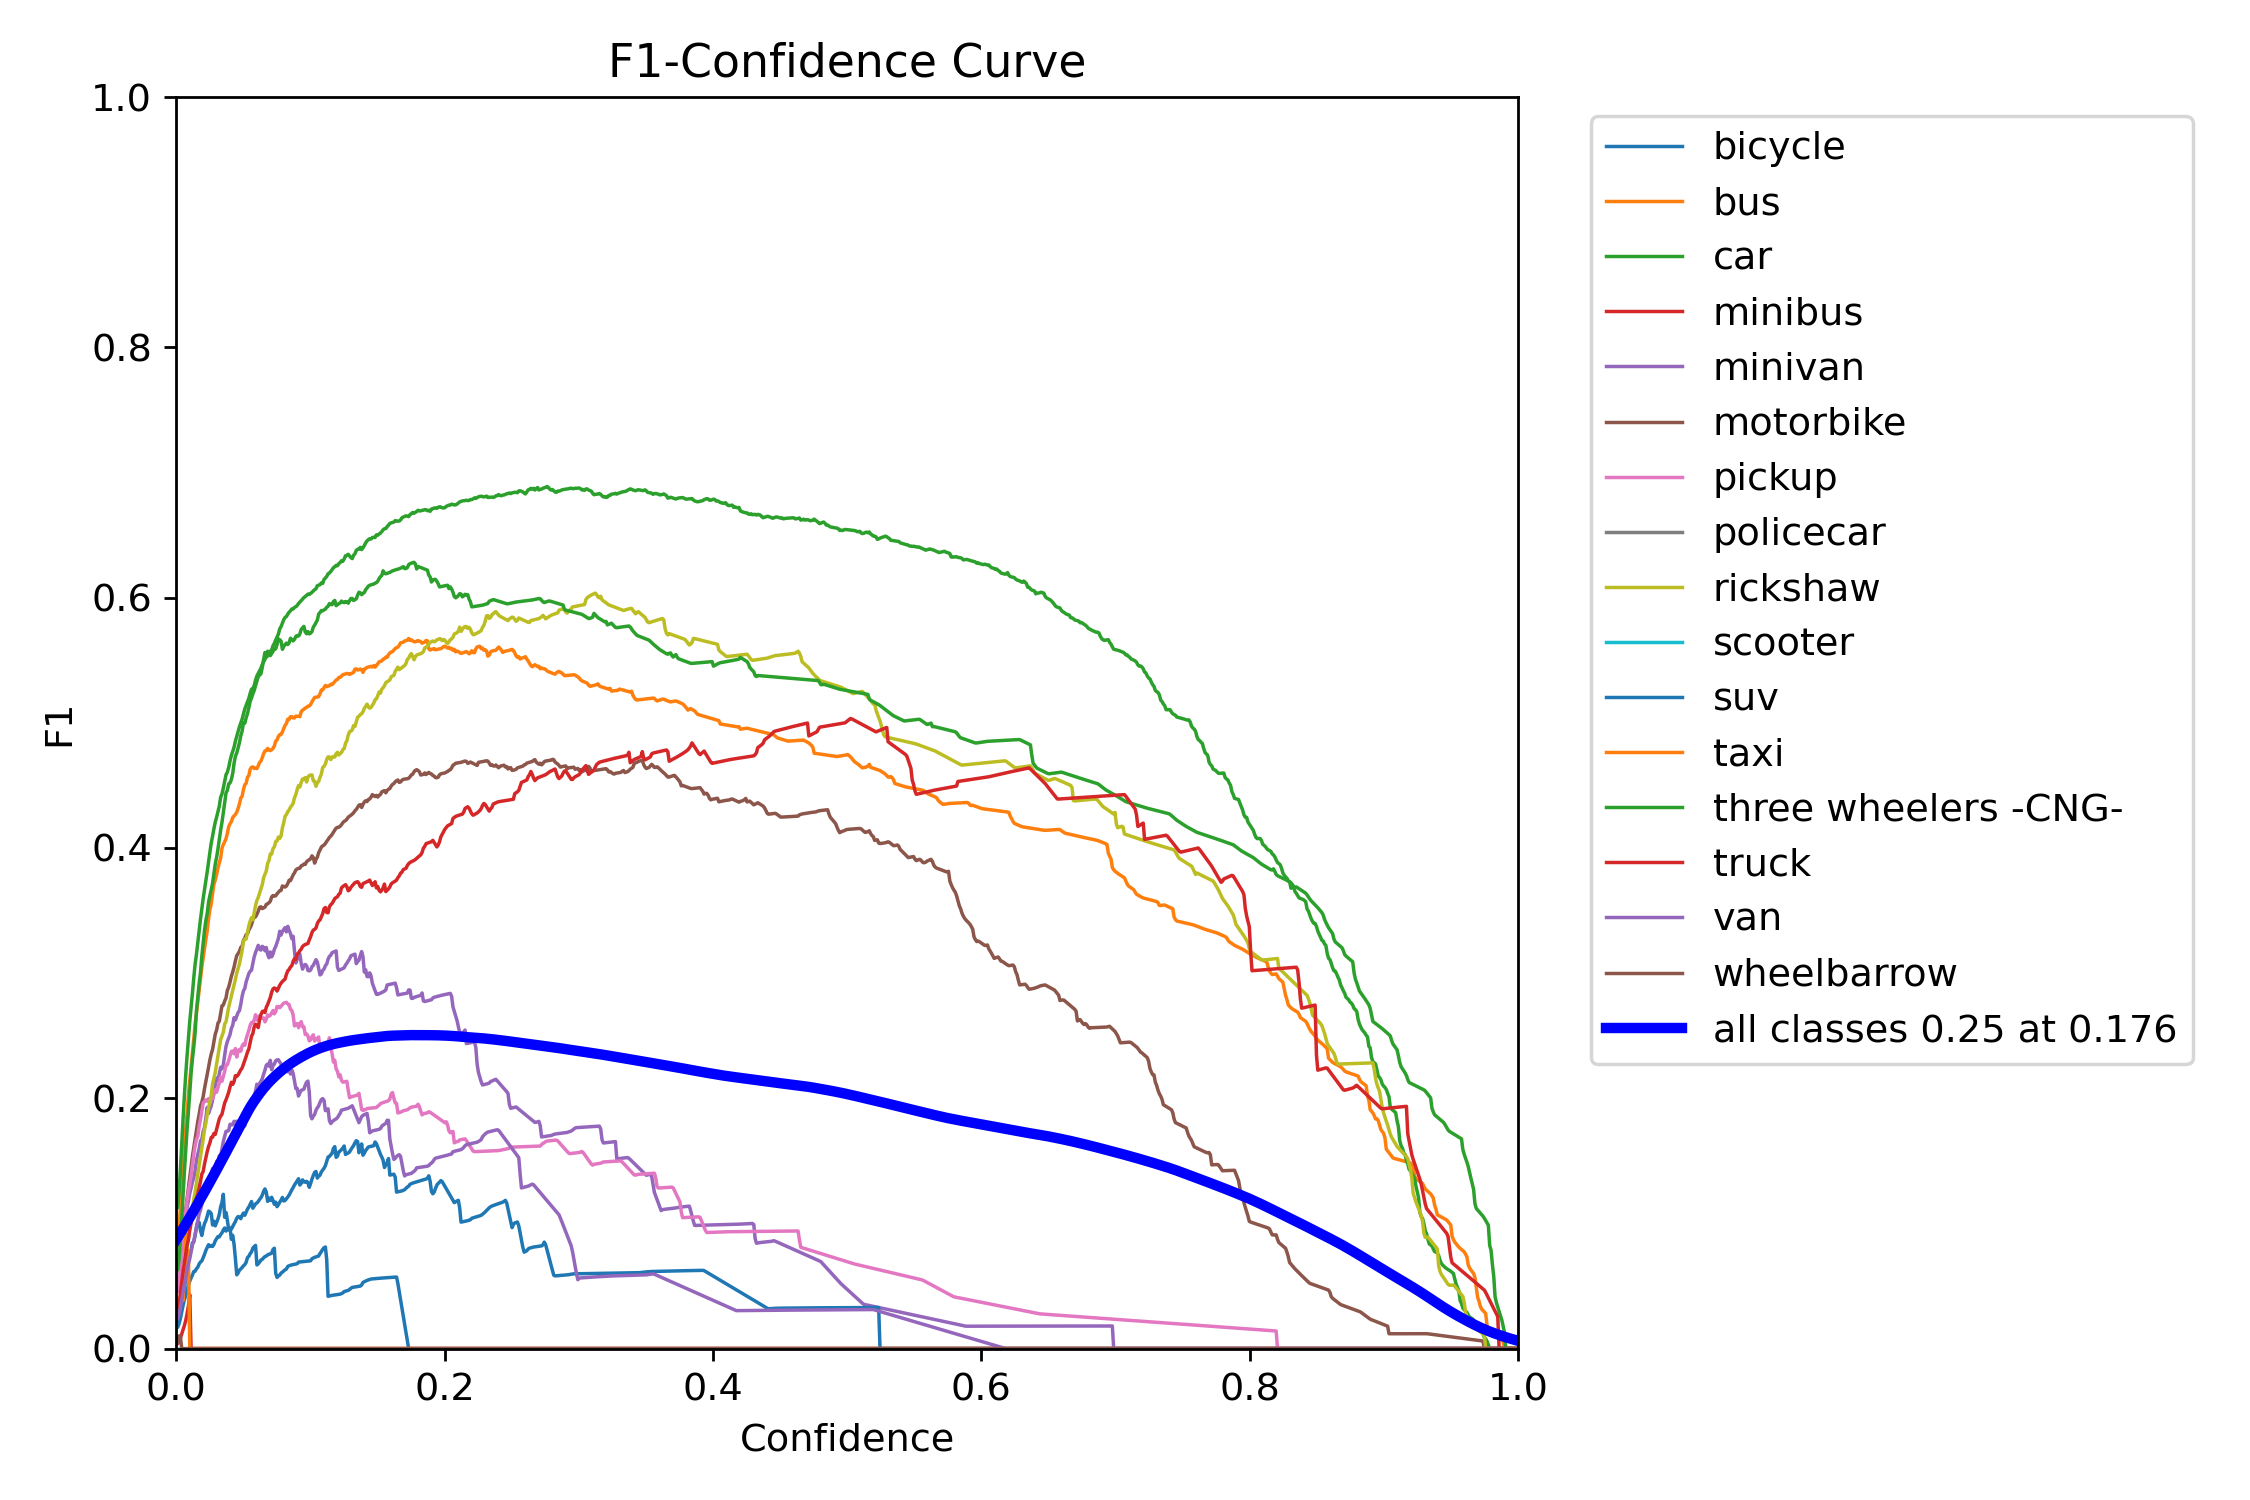 F1-Confidence Curve
1.0
0.8
0.6
0.4
0.2
0.0
F1
0.0 0.2 0.4 0.6 0.8 1.0
Confidence
bicycle
bus
car
minibus
minivan
motorbike
pickup
policecar
rickshaw
scooter
suv
taxi
three wheelers -CNG-
truck
van
wheelbarrow
all classes 0.25 at 0.176